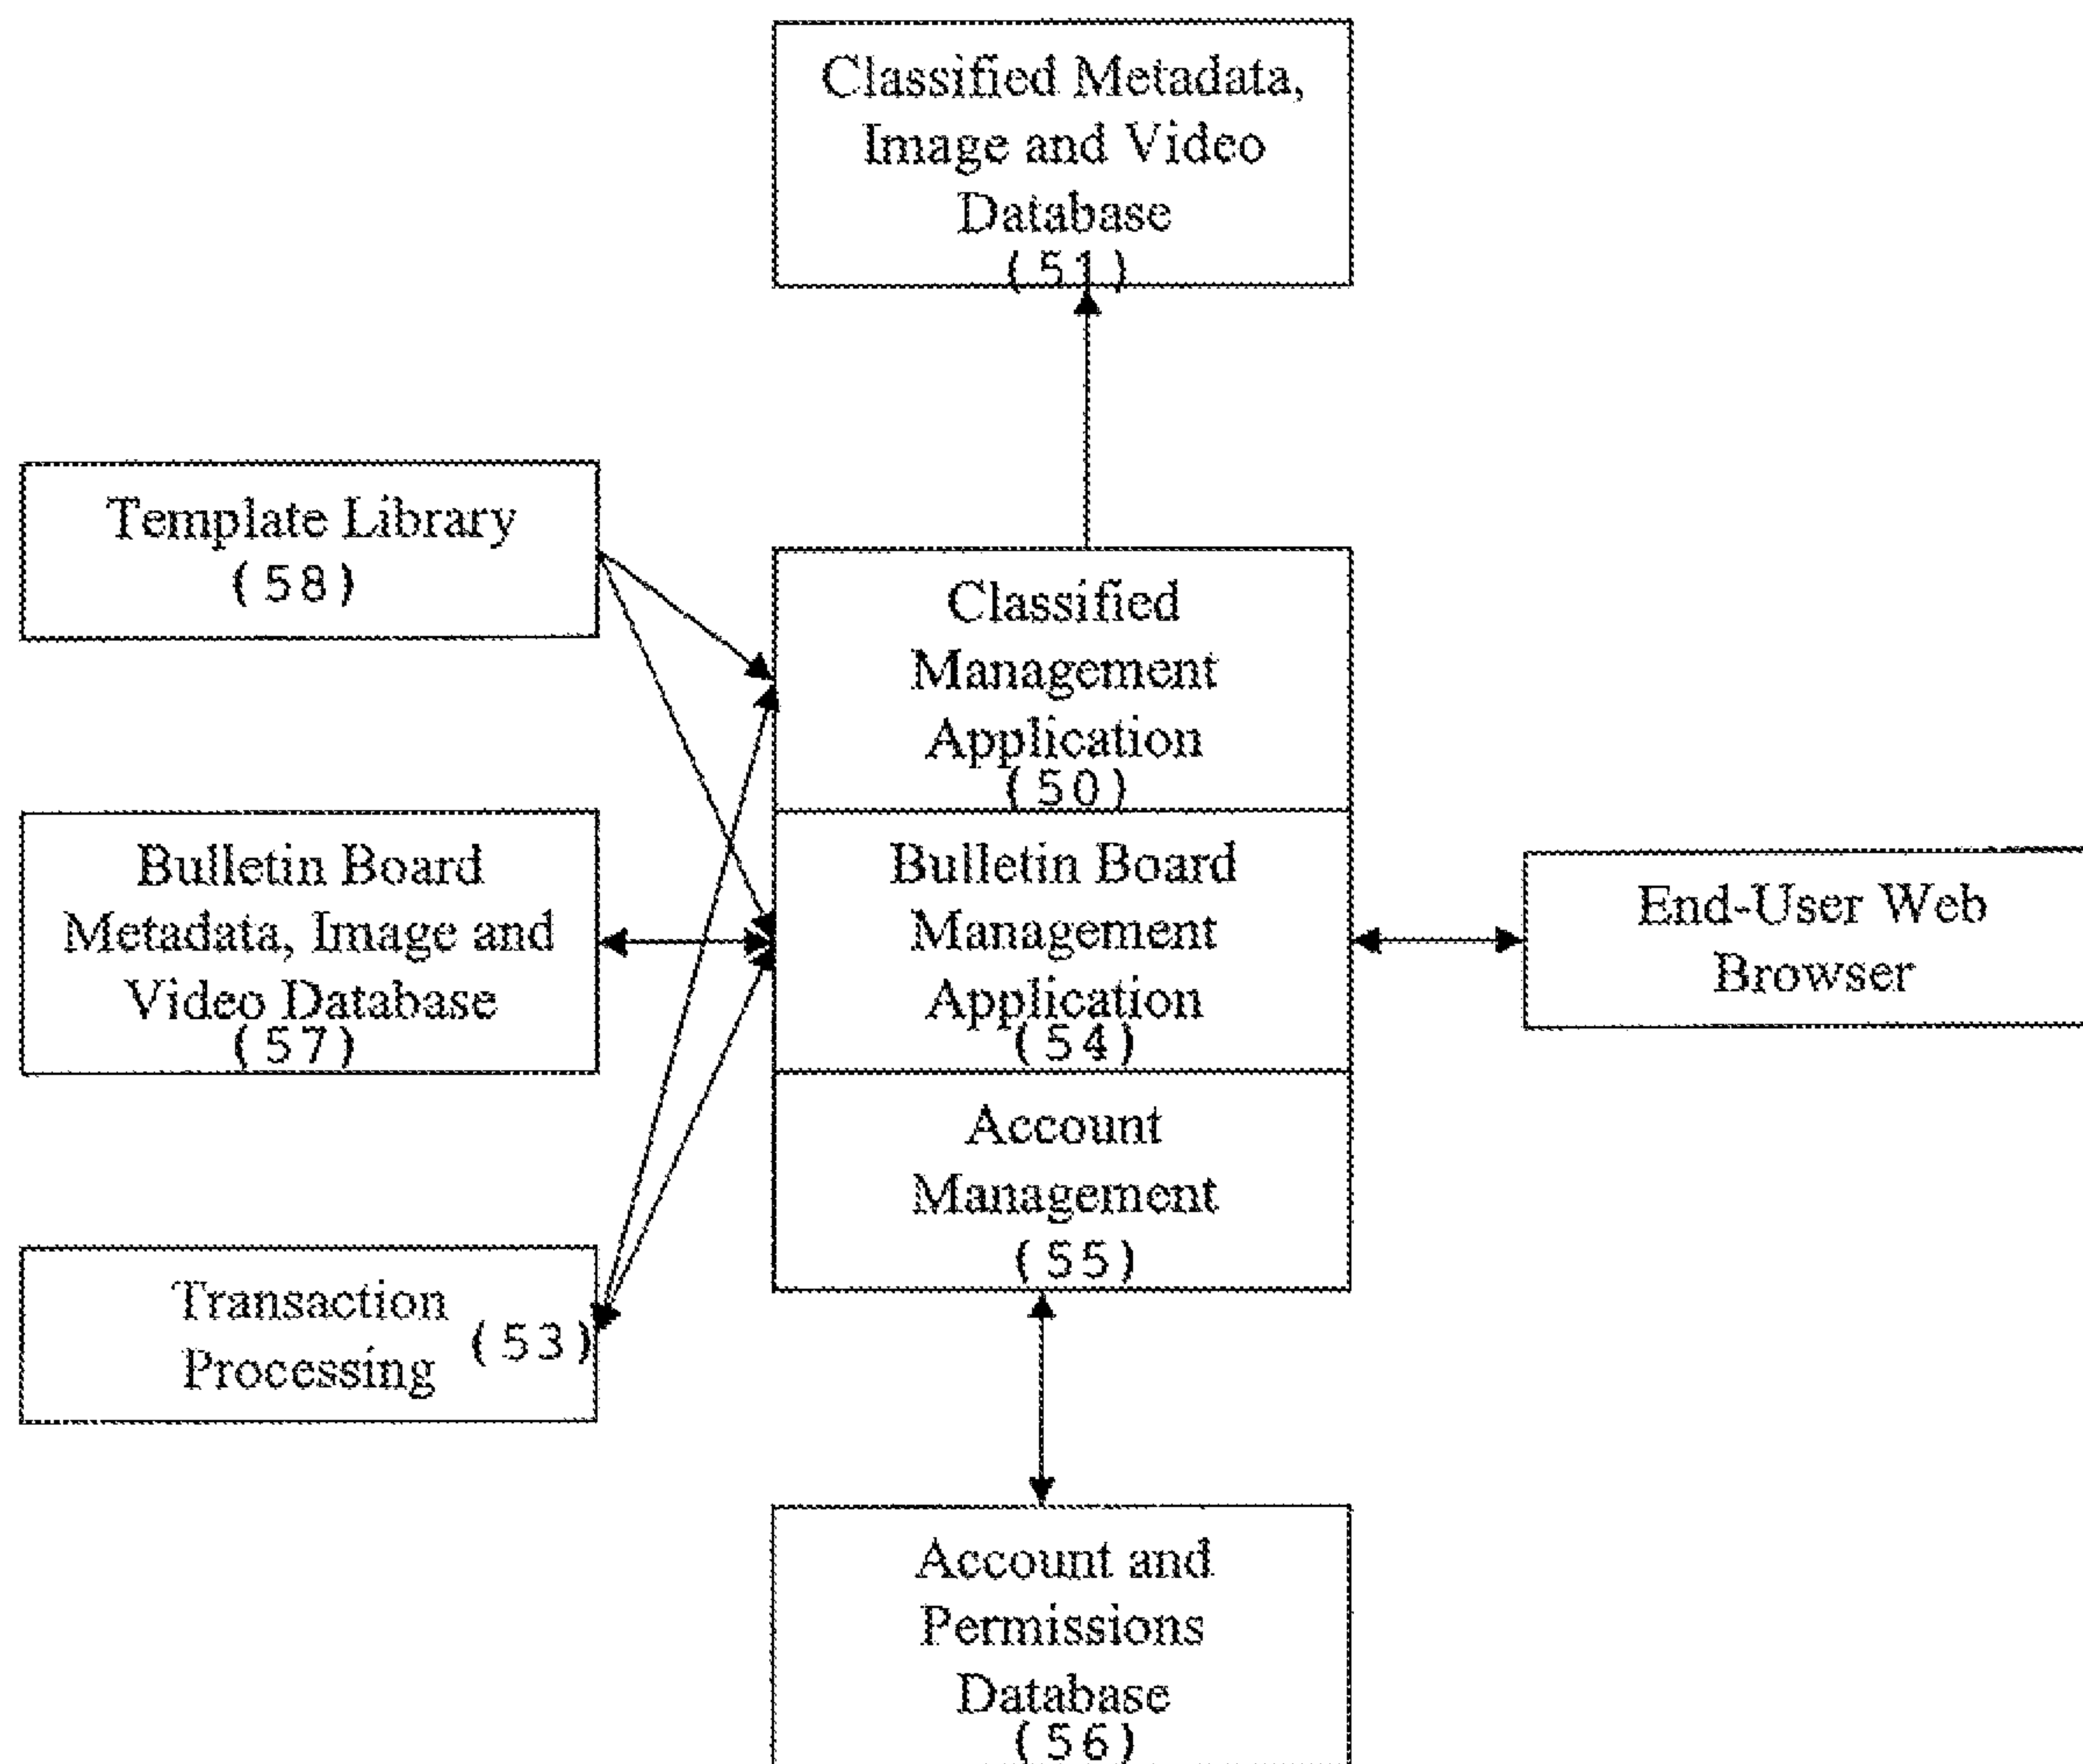 Classified Metadata,
Image and Video
Database
(51)
Template Library
(58)
Classified
Management
Application
(50)
Bulletin Board
Metadata, Image and
Video Database
(57)
Bulletin Board
Management
Application
(54)
End-User Web
Browser
Account
Management
(55)
Transaction
Processing
(53)
Account and
Permissions
Database
(56)